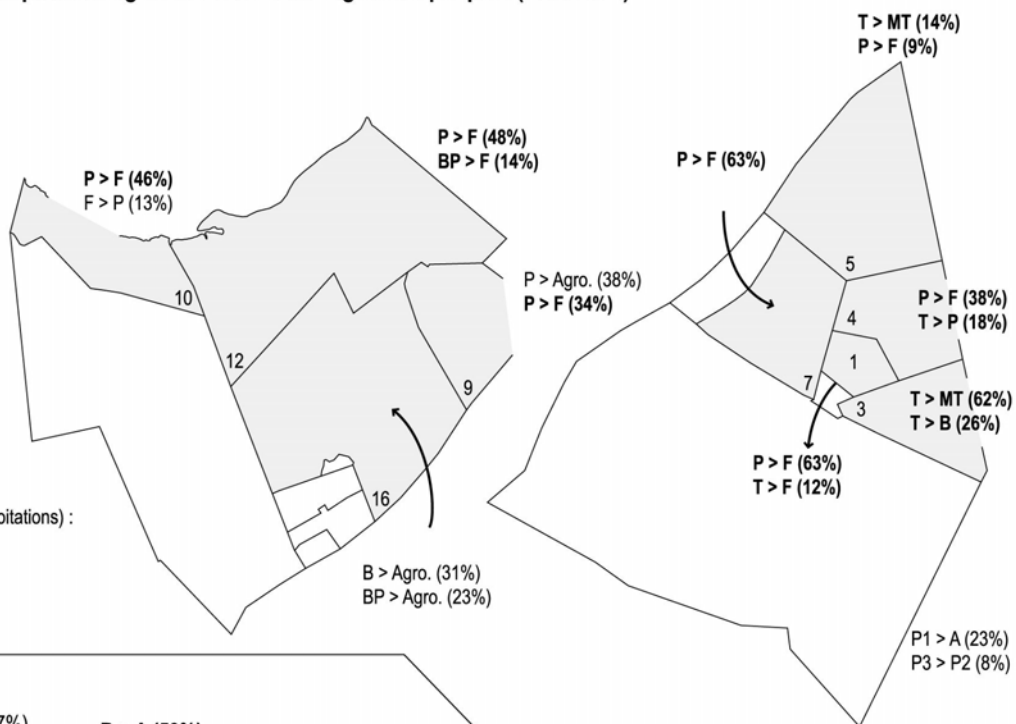 T > MT (14%)
P > F (9%)
P > F (48%)
BP > F (14%)
P > F (63%)
P > F (46%)
F > P (13%)
5
P > Agro. (38%)
P > F (34%)
10
P > F (38%)
T > P (18%)
4
12
1
7
9
3
T > MT (62%)
T > B (26%)
P > F (63%)
T > F (12%)
16
bitations) :
B > Agro. (31%)
BP > Agro. (23%)
P1 > A (23%)
P3 > P2 (8%)
7%)